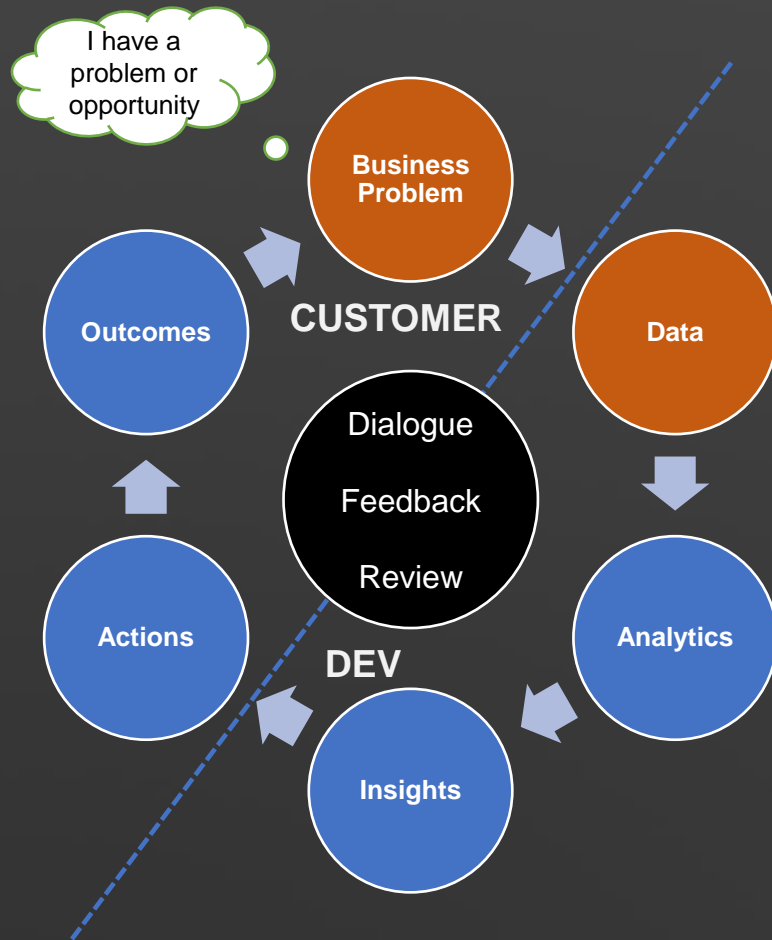 I have a
problem or
opportunity
Business
Problem
Outcomes
CUSTOMER
Data
Dialogue
Feedback
Review
Actions
DEV
Analytics
Insights